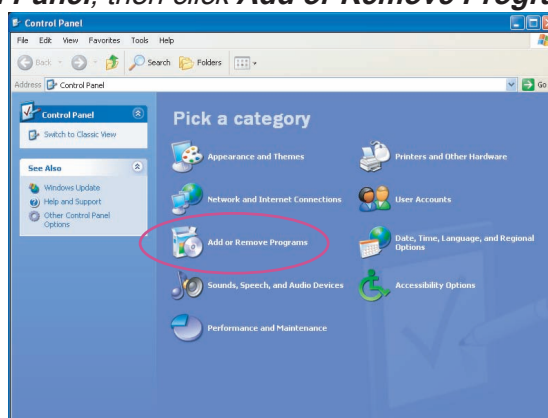 Panel, then click Add or Remove Progra
Control Panel
File Edit View Favorites Tools Help
Back Search Folders
Address Control Panel Go
Control Panel
Switch to Classic View
See Also
Windows Update
Help and Support
Other Control Panel
Options
Pick a category
Appearance and Themes
Printers and Other Hardware
Network and Internet Connections
User Accounts
Add or Remove Programs
Date, Time, Language, and Regional
Options
Sounds, Speech, and Audio Devices
Accessibility Options
Performance and Maintenance